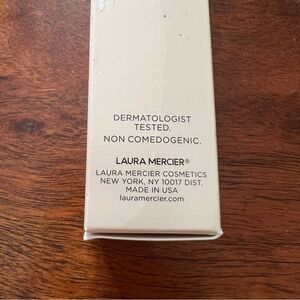 DERMATOLOGIST
TESTED.
NON COMEDOGENIC.
LAURA MERCIER®
LAURA MERCIER COSMETICS
NEW YORK, NY 10017 DIST.
MADE IN USA
lauramercier.com